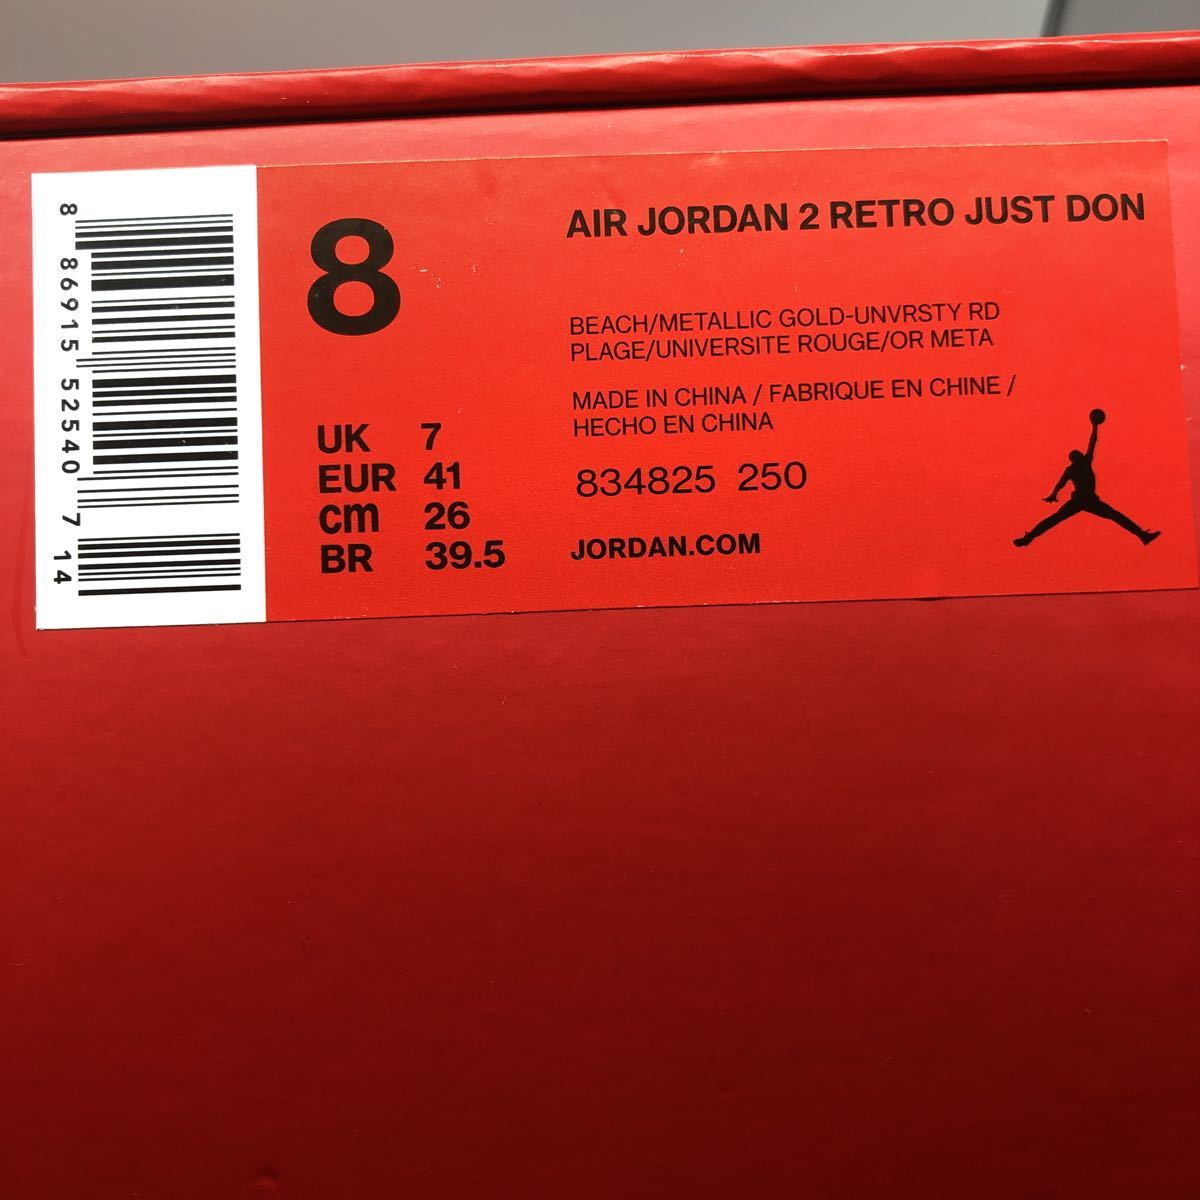 8 86915 52540 7 14
8
UK 7
EUR 41
cm 26
BR 39.5
AIR JORDAN 2 RETRO JUST DON
BEACH/METALLIC GOLD-UNVRSTY RD
PLAGE/UNIVERSITE ROUGE/OR META
MADE IN CHINA / FABRIQUE EN CHINE /
HECHO EN CHINA
834825 250
JORDAN.COM